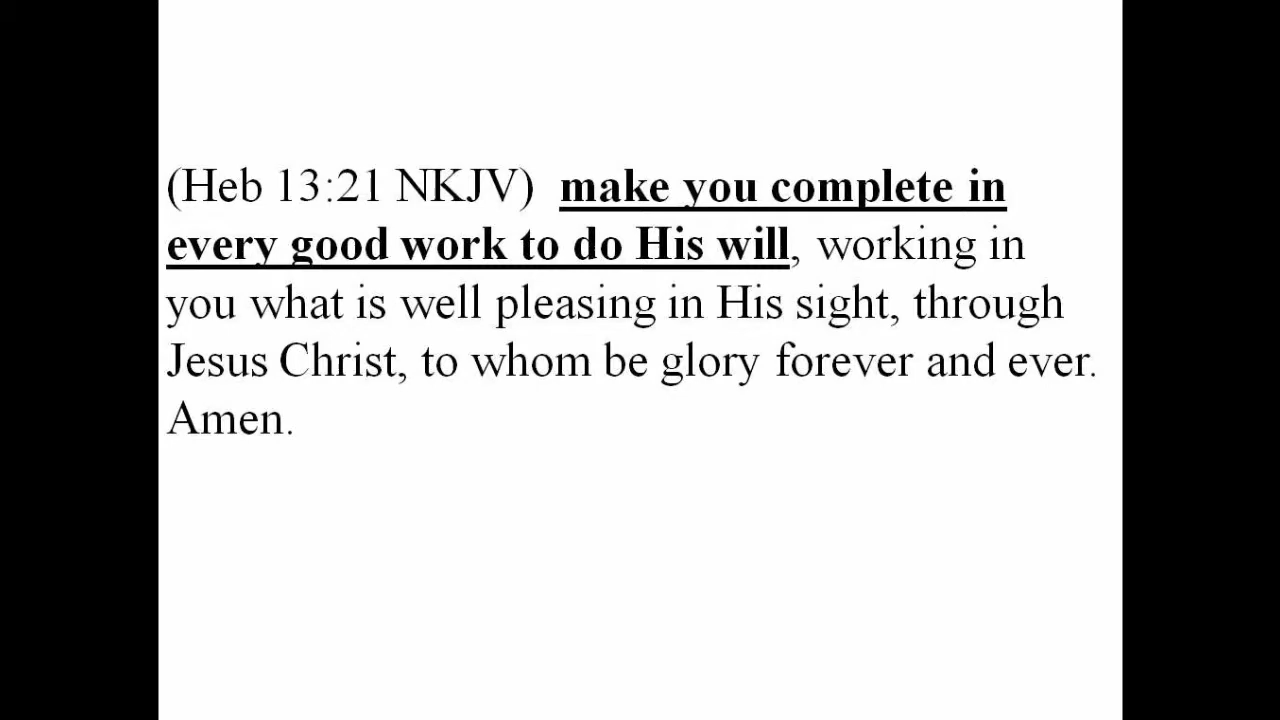 (Heb 13:21 NKJV)  make you complete in
every good work to do His will, working in
you what is well pleasing in His sight, through
Jesus Christ, to whom be glory forever and ever.
Amen.